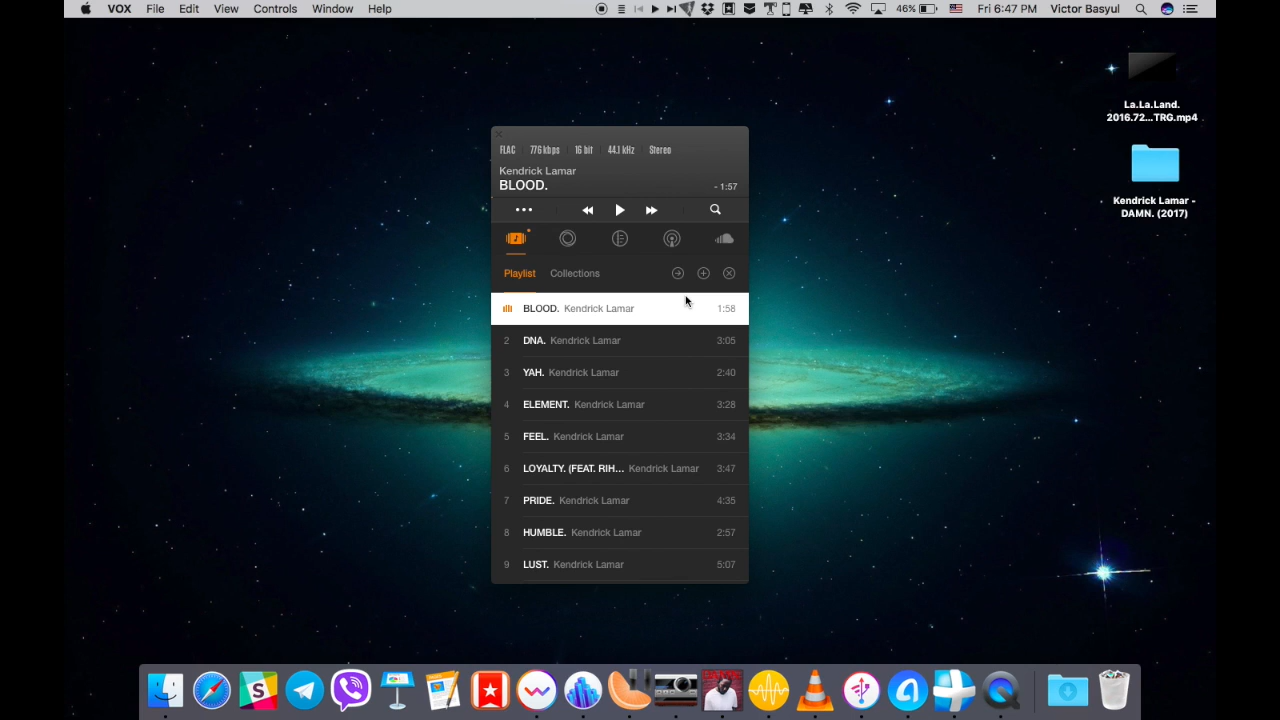 VOX File Edit View Controls Window Help 46% Fri 6:47 PM Victor Basyul
La.La.Land.
2016.72...TRG.mp4
Kendrick Lamar -
DAMN. (2017)
FLAC 776 kbps 16 bit 44.1 kHz Stereo
Kendrick Lamar
BLOOD. - 1:57
Playlist Collections
BLOOD. Kendrick Lamar 1:58
2 DNA. Kendrick Lamar 3:05
3 YAH. Kendrick Lamar 2:40
4 ELEMENT. Kendrick Lamar 3:28
5 FEEL. Kendrick Lamar 3:34
6 LOYALTY. (FEAT. RIH... Kendrick Lamar 3:47
7 PRIDE. Kendrick Lamar 4:35
8 HUMBLE. Kendrick Lamar 2:57
9 LUST. Kendrick Lamar 5:07